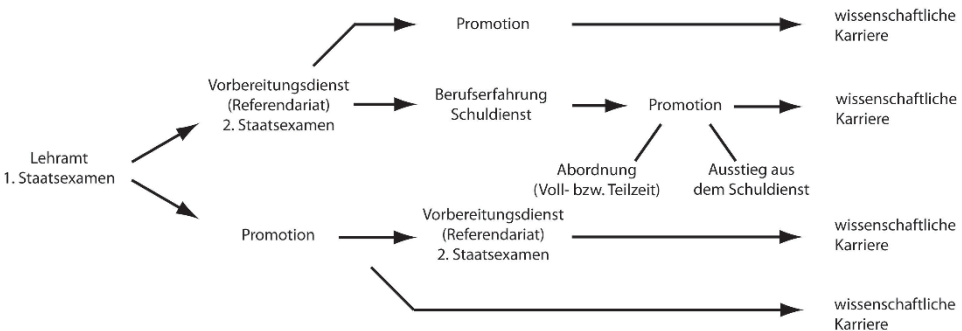 Promotion
wissenschaftliche
Karriere
Vorbereitungsdienst
(Referendariat)
2. Staatsexamen
Berufserfahrung
Schuldienst
Promotion
wissenschaftliche
Karriere
Lehramt
1. Staatsexamen
Abordnung
(Voll- bzw. Teilzeit)
Ausstieg aus
dem Schuldienst
Promotion
Vorbereitungsdienst
(Referendariat)
2. Staatsexamen
wissenschaftliche
Karriere
wissenschaftliche
Karriere